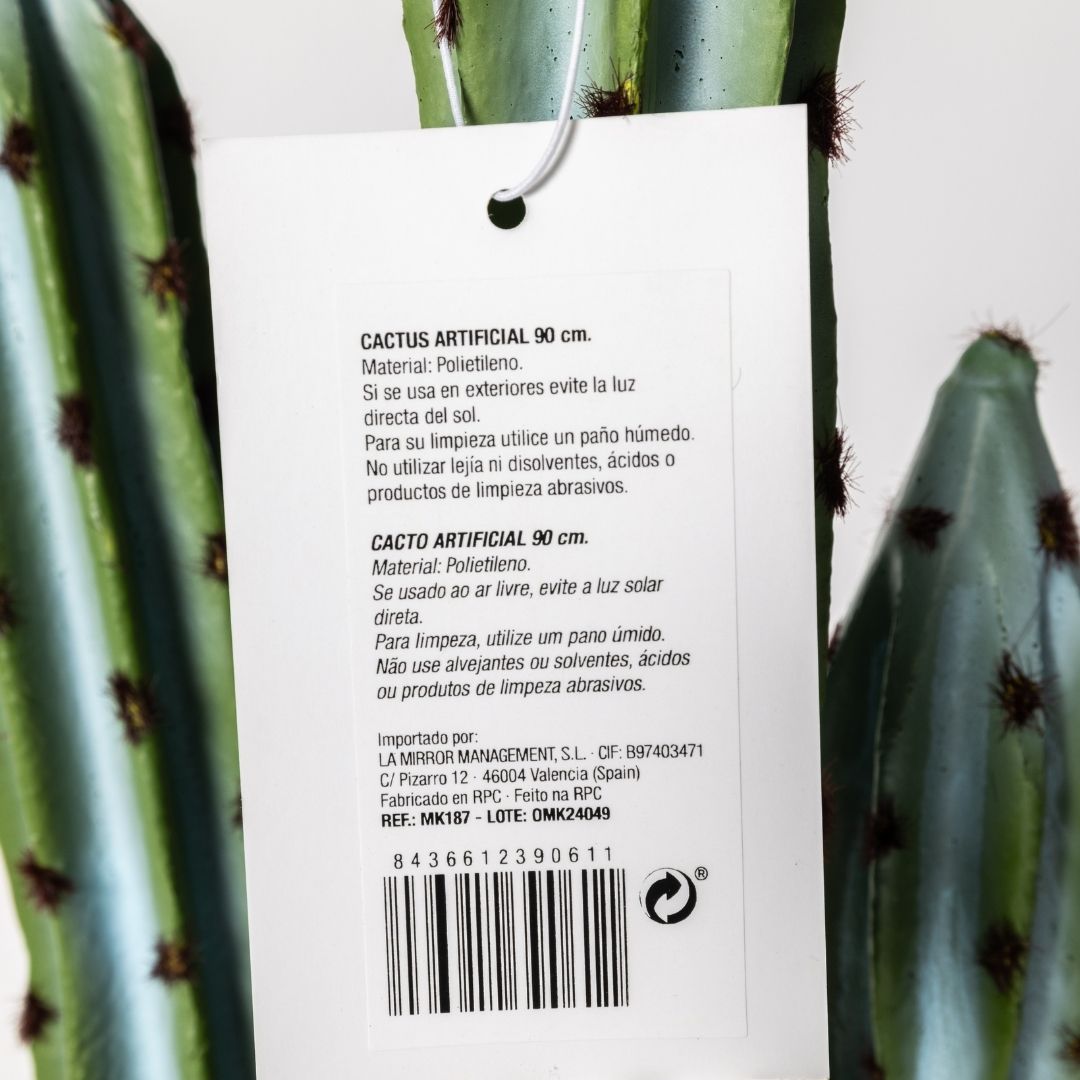 CACTUS ARTIFICIAL 90 cm.
Material: Polietileno.
Si se usa en exteriores evite la luz
directa del sol.
Para su limpieza utilice un paño húmedo.
No utilizar lejía ni disolventes, ácidos o
productos de limpieza abrasivos.
CACTO ARTIFICIAL 90 cm.
Material: Polietileno.
Se usado ao ar livre, evite a luz solar
direta.
Para limpeza, utilize um pano úmido.
Não use alvejantes ou solventes, ácidos
ou produtos de limpeza abrasivos.
Importado por:
LA MIRROR MANAGEMENT, S.L. · CIF: B97403471
C/ Pizarro 12 · 46004 Valencia (Spain)
Fabricado en RPC · Feito na RPC
REF.: MK187 - LOTE: OMK24049
8436612390611
®